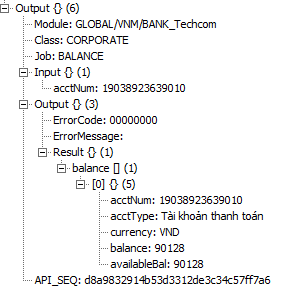 Output {} (6)
Module: GLOBAL/VNM/BANK_Techcom
Class: CORPORATE
Job: BALANCE
Input {} (1)
acctNum: 19038923639010
Output {} (3)
ErrorCode: 00000000
ErrorMessage:
Result {} (1)
balance [] (1)
[0] {} (5)
acctNum: 19038923639010
acctType: Tài khoản thanh toán
currency: VND
balance: 90128
availableBal: 90128
API_SEQ: d8a9832914b53d3312de3c34c57ff7a6